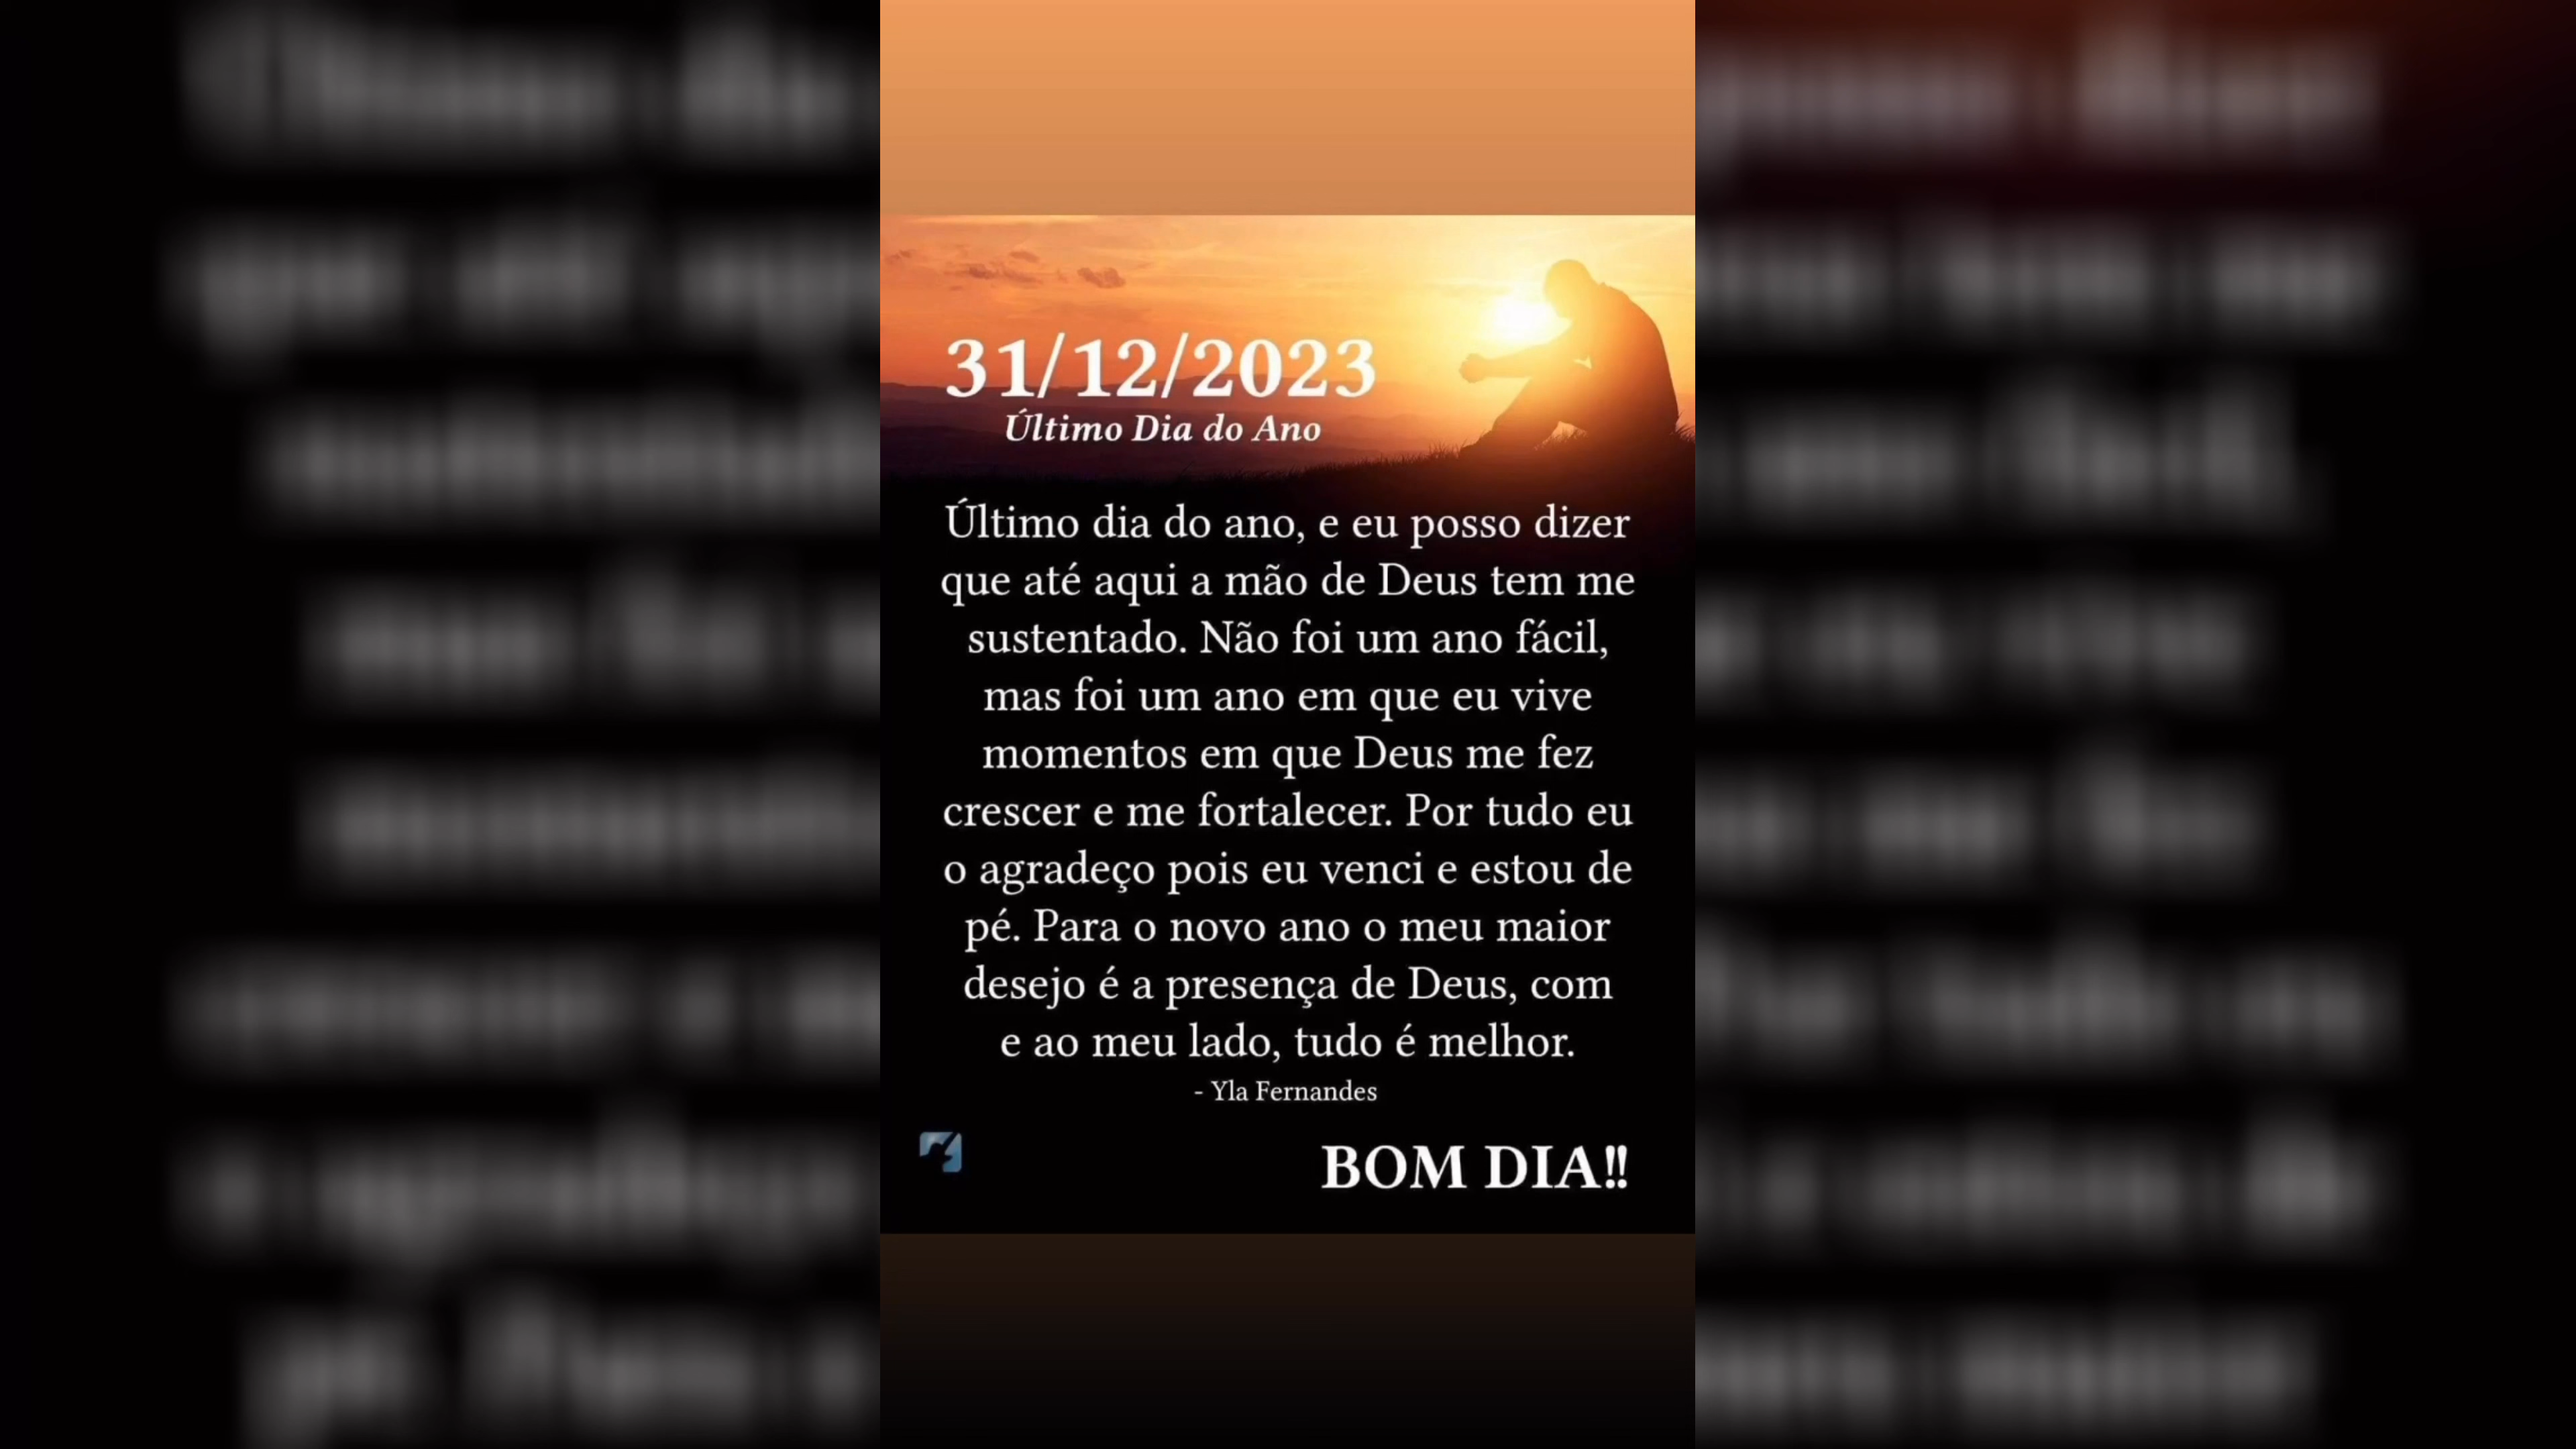 31/12/2023
Último Dia do Ano
Último dia do ano, e eu posso dizer
que até aqui a mão de Deus tem me
sustentado. Não foi um ano fácil,
mas foi um ano em que eu vive
momentos em que Deus me fez
crescer e me fortalecer. Por tudo eu
o agradeço pois eu venci e estou de
pé. Para o novo ano o meu maior
desejo é a presença de Deus, com
e ao meu lado, tudo é melhor.
- Yla Fernandes
BOM DIA!!